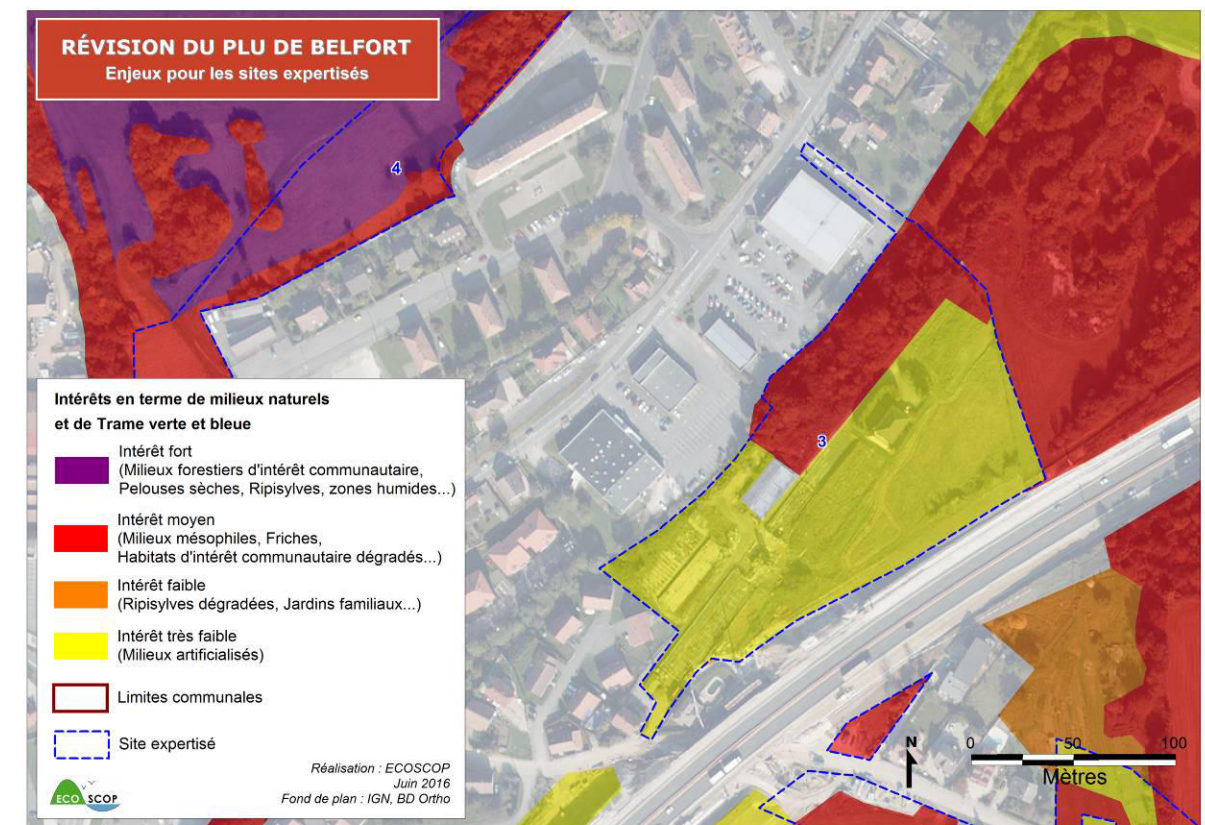 RÉVISION DU PLU DE BELFORT
Enjeux pour les sites expertisés
4
3
Intérêts en terme de milieux naturels
et de Trame verte et bleue
Intérêt fort
(Milieux forestiers d'intérêt communautaire,
Pelouses sèches, Ripisylves, zones humides...)
Intérêt moyen
(Milieux mésophiles, Friches,
Habitats d'intérêt communautaire dégradés...)
Intérêt faible
(Ripisylves dégradées, Jardins familiaux...)
Intérêt très faible
(Milieux artificialisés)
Limites communales
Site expertisé
Réalisation : ECOSCOP
Juin 2016
Fond de plan : IGN, BD Ortho
ECO SCOP
N
0 50 100
Mètres